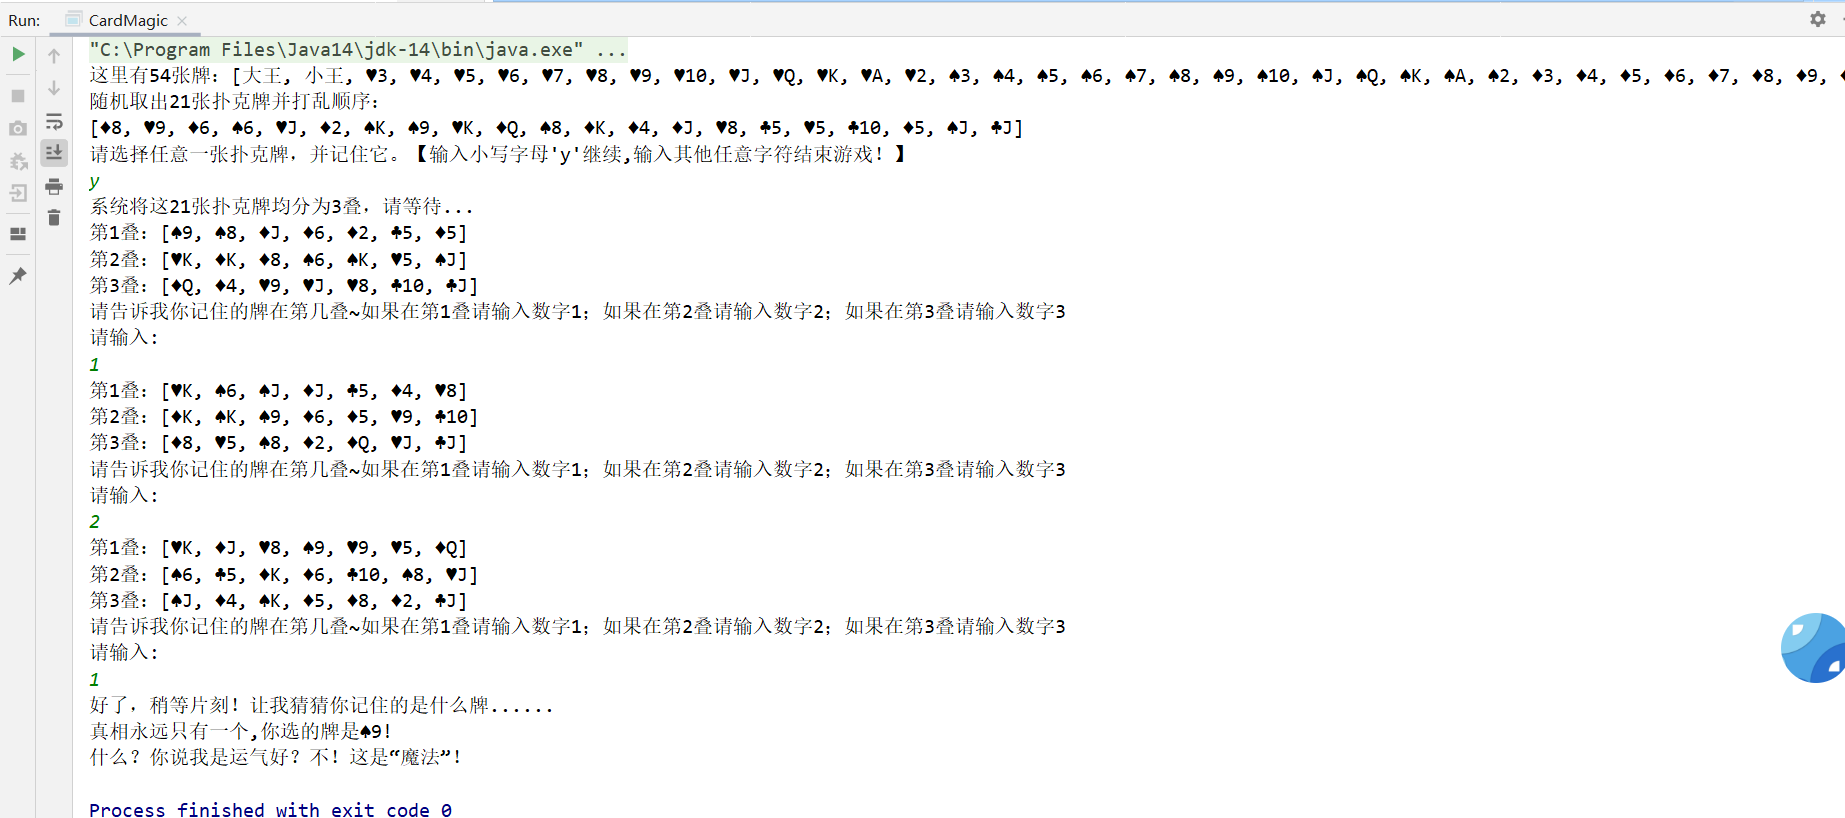 Run: CardMagic ×
"C:\Program Files\Java14\jdk-14\bin\java.exe" ...
这里有54张牌：[大王, 小王, ♥3, ♥4, ♥5, ♥6, ♥7, ♥8, ♥9, ♥10, ♥J, ♥Q, ♥K, ♥A, ♥2, ♠3, ♠4, ♠5, ♠6, ♠7, ♠8, ♠9, ♠10, ♠J, ♠Q, ♠K, ♠A, ♠2, ♦3, ♦4, ♦5, ♦6, ♦7, ♦8, ♦9,
随机取出21张扑克牌并打乱顺序：
[♦8, ♥9, ♦6, ♠6, ♥J, ♦2, ♠K, ♠9, ♥K, ♦Q, ♠8, ♦K, ♦4, ♦J, ♥8, ♣5, ♥5, ♣10, ♦5, ♠J, ♣J]
请选择任意一张扑克牌，并记住它。【输入小写字母'y'继续,输入其他任意字符结束游戏！】
y
系统将这21张扑克牌均分为3叠，请等待...
第1叠：[♠9, ♠8, ♦J, ♦6, ♦2, ♣5, ♦5]
第2叠：[♥K, ♦K, ♦8, ♠6, ♠K, ♥5, ♠J]
第3叠：[♦Q, ♦4, ♥9, ♥J, ♥8, ♣10, ♣J]
请告诉我你记住的牌在第几叠~如果在第1叠请输入数字1；如果在第2叠请输入数字2；如果在第3叠请输入数字3
请输入:
1
第1叠：[♥K, ♠6, ♠J, ♦J, ♣5, ♦4, ♥8]
第2叠：[♦K, ♠K, ♠9, ♦6, ♦5, ♥9, ♣10]
第3叠：[♦8, ♥5, ♠8, ♦2, ♦Q, ♥J, ♣J]
请告诉我你记住的牌在第几叠~如果在第1叠请输入数字1；如果在第2叠请输入数字2；如果在第3叠请输入数字3
请输入:
2
第1叠：[♥K, ♦J, ♥8, ♠9, ♥9, ♥5, ♦Q]
第2叠：[♠6, ♣5, ♦K, ♦6, ♣10, ♠8, ♥J]
第3叠：[♠J, ♦4, ♠K, ♦5, ♦8, ♦2, ♣J]
请告诉我你记住的牌在第几叠~如果在第1叠请输入数字1；如果在第2叠请输入数字2；如果在第3叠请输入数字3
请输入:
1
好了，稍等片刻！让我猜猜你记住的是什么牌......
真相永远只有一个,你选的牌是♠9!
什么？你说我是运气好？不！这是“魔法”！
Process finished with exit code 0